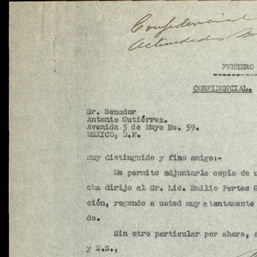 Confidencial
Actividades
FEBRERO
CONFIDENCIAL.
Sr. Senador
Antonio Gutiérrez.
Avenida 5 de Mayo No. 59.
MEXICO, D.F.
Muy distinguido y fino amigo:-
Me permito adjuntarle copia de u
cha dirijo al Sr. Lic. Emilio Portes G
ción, rogando a usted muy atentamente
do.
Sin otro particular por ahora, s
y S.S.,